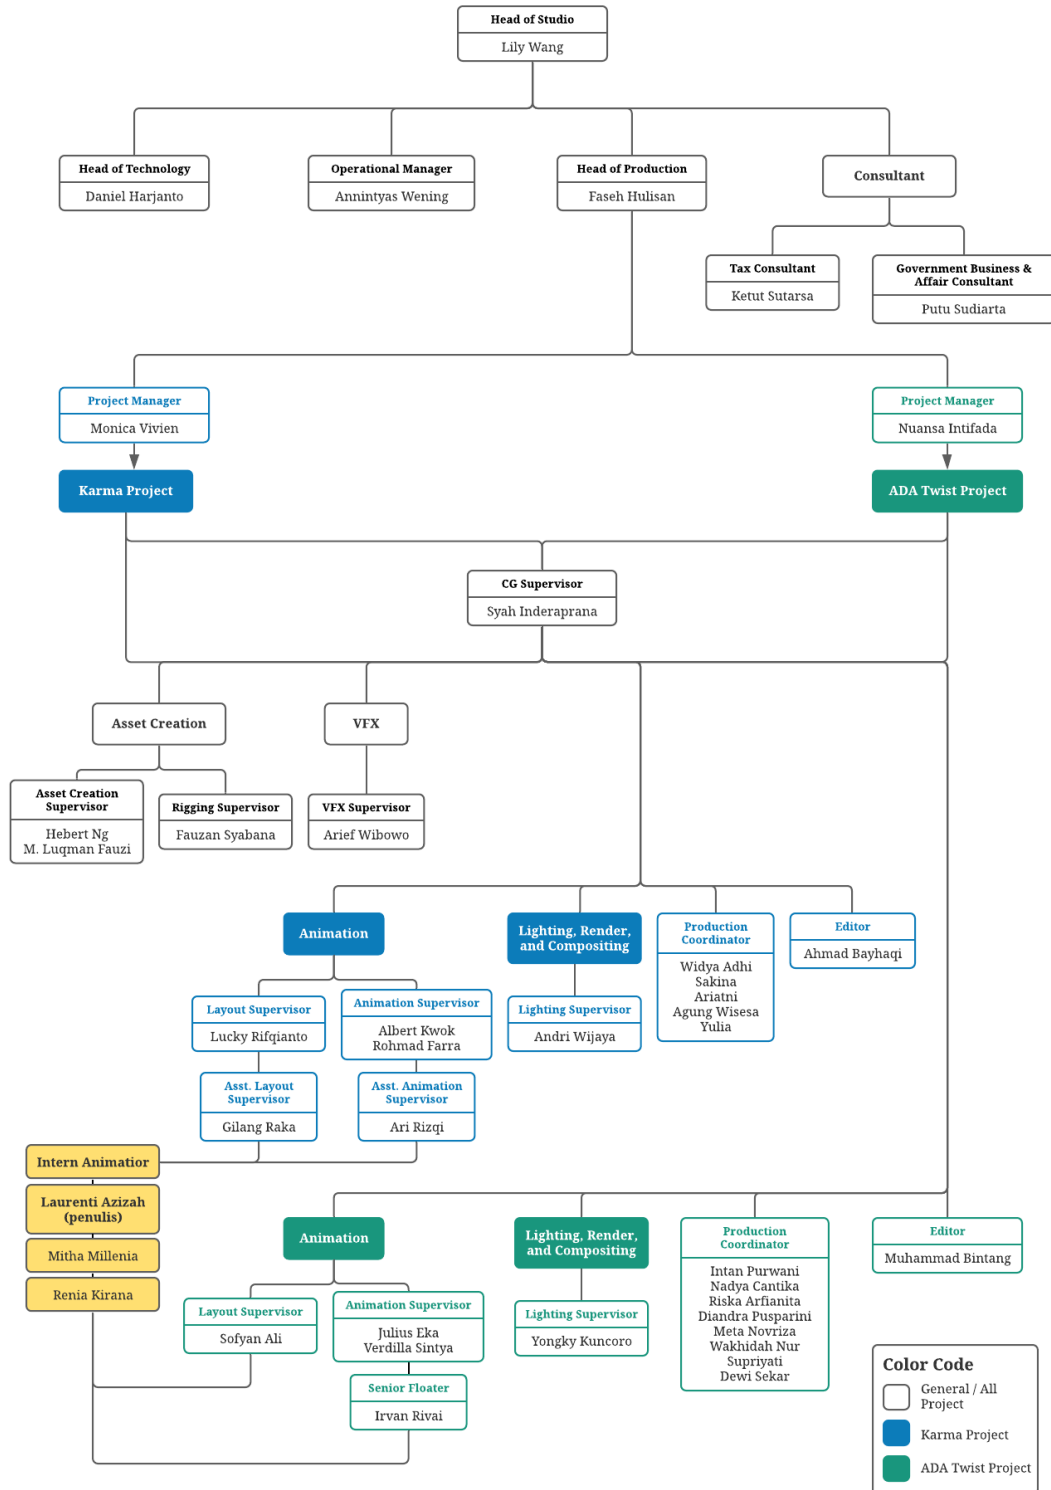 Head of Studio
Lily Wang
Head of Technology
Daniel Harjanto
Operational Manager
Annintyas Wening
Head of Production
Faseh Hulisan
Consultant
Tax Consultant
Ketut Sutarsa
Government Business &
Affair Consultant
Putu Sudiarta
Project Manager
Monica Vivien
Project Manager
Nuansa Intifada
Karma Project
ADA Twist Project
CG Supervisor
Syah Inderaprana
Asset Creation
VFX
Asset Creation
Supervisor
Hebert Ng
M. Luqman Fauzi
Rigging Supervisor
Fauzan Syabana
VFX Supervisor
Arief Wibowo
Animation
Lighting, Render,
and Compositing
Production
Coordinator
Widya Adhi
Sakina
Ariatni
Agung Wisesa
Yulia
Editor
Ahmad Bayhaqi
Layout Supervisor
Lucky Rifqianto
Animation Supervisor
Albert Kwok
Rohmad Farra
Lighting Supervisor
Andri Wijaya
Asst. Layout
Supervisor
Gilang Raka
Asst. Animation
Supervisor
Ari Rizqi
Intern Animatior
Laurenti Azizah
(penulis)
Mitha Millenia
Renia Kirana
Animation
Lighting, Render,
and Compositing
Production
Coordinator
Intan Purwani
Nadya Cantika
Riska Arfianita
Diandra Pusparini
Meta Novriza
Wakhidah Nur
Supriyati
Dewi Sekar
Editor
Muhammad Bintang
Layout Supervisor
Sofyan Ali
Animation Supervisor
Julius Eka
Verdilla Sintya
Lighting Supervisor
Yongky Kuncoro
Senior Floater
Irvan Rivai
Color Code
General / All
Project
Karma Project
ADA Twist Project